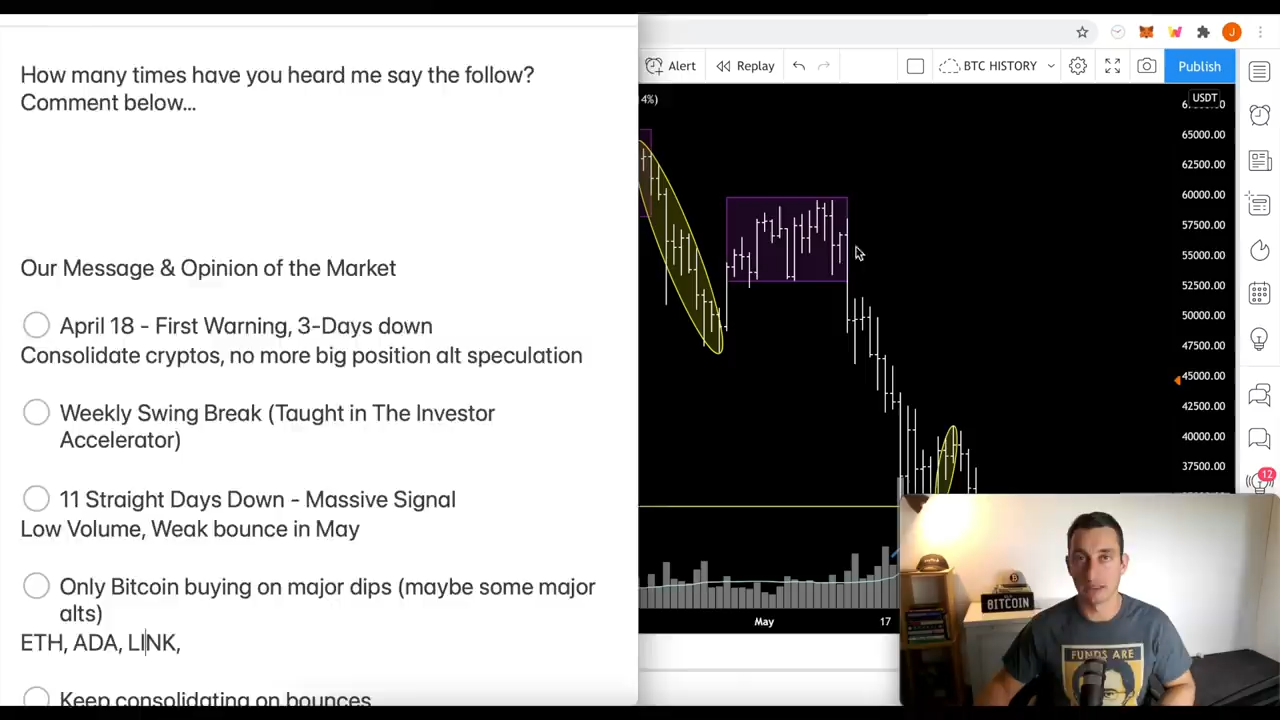 How many times have you heard me say the follow?
Comment below...
Our Message & Opinion of the Market
April 18 - First Warning, 3-Days down
Consolidate cryptos, no more big position alt speculation
Weekly Swing Break (Taught in The Investor
Accelerator)
11 Straight Days Down - Massive Signal
Low Volume, Weak bounce in May
Only Bitcoin buying on major dips (maybe some major
alts)
ETH, ADA, LINK,
Keep consolidating on bounces
Alert
Replay
BTC HISTORY
Publish
4%)
USDT
65000.00
62500.00
60000.00
57500.00
55000.00
52500.00
50000.00
47500.00
45000.00
42500.00
40000.00
37500.00
12
May
17
J
BITCOIN
FUNDS ARE